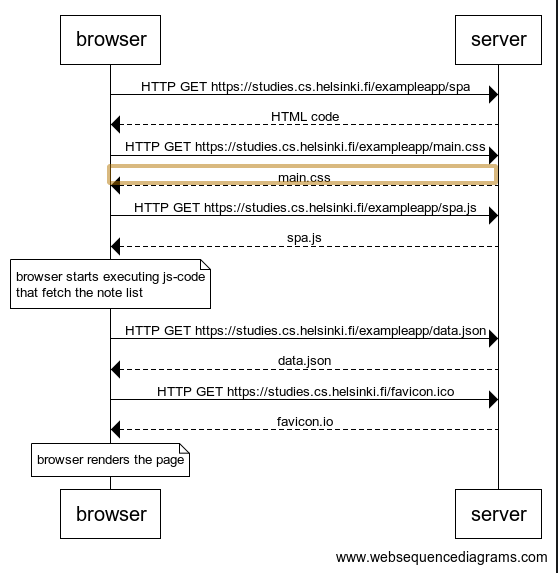 browser
server
HTTP GET https://studies.cs.helsinki.fi/exampleapp/spa
HTML code
HTTP GET https://studies.cs.helsinki.fi/exampleapp/main.css
main.css
HTTP GET https://studies.cs.helsinki.fi/exampleapp/spa.js
spa.js
browser starts executing js-code
that fetch the note list
HTTP GET https://studies.cs.helsinki.fi/exampleapp/data.json
data.json
HTTP GET https://studies.cs.helsinki.fi/favicon.ico
favicon.io
browser renders the page
browser
server
www.websequencediagrams.com